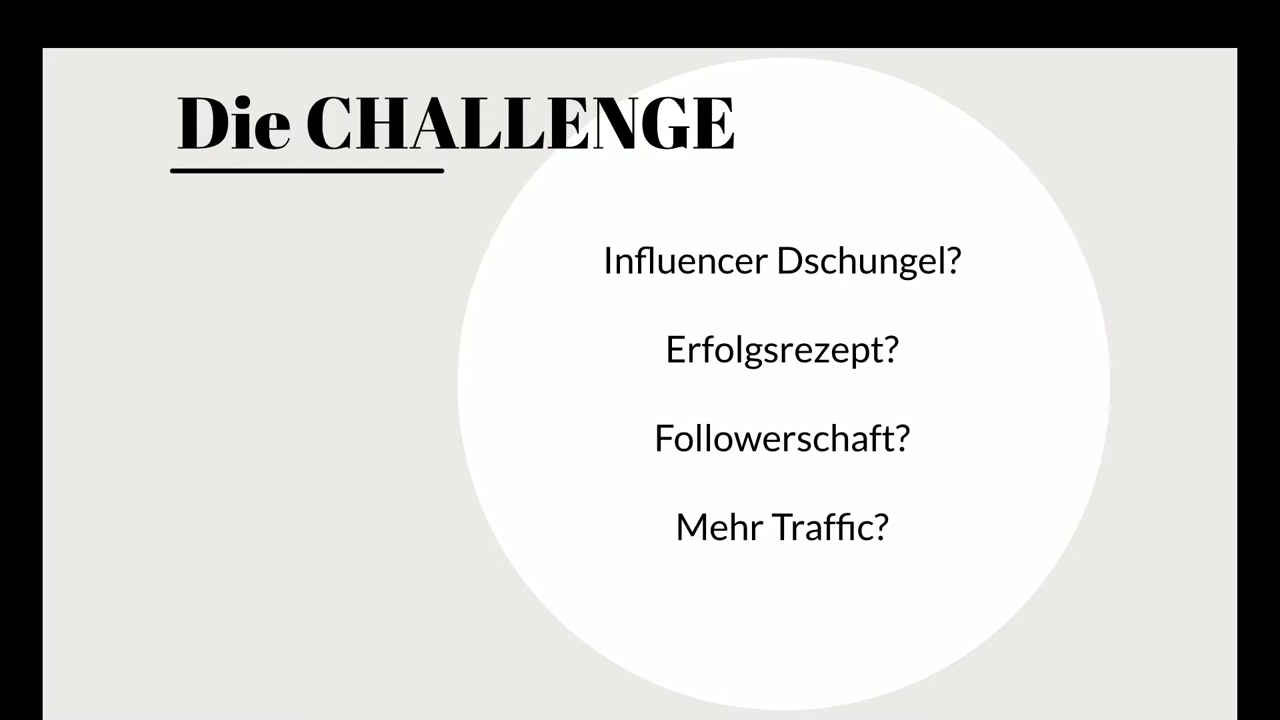 Die CHALLENGE
Influencer Dschungel?
Erfolgsrezept?
Followerschaft?
Mehr Traffic?